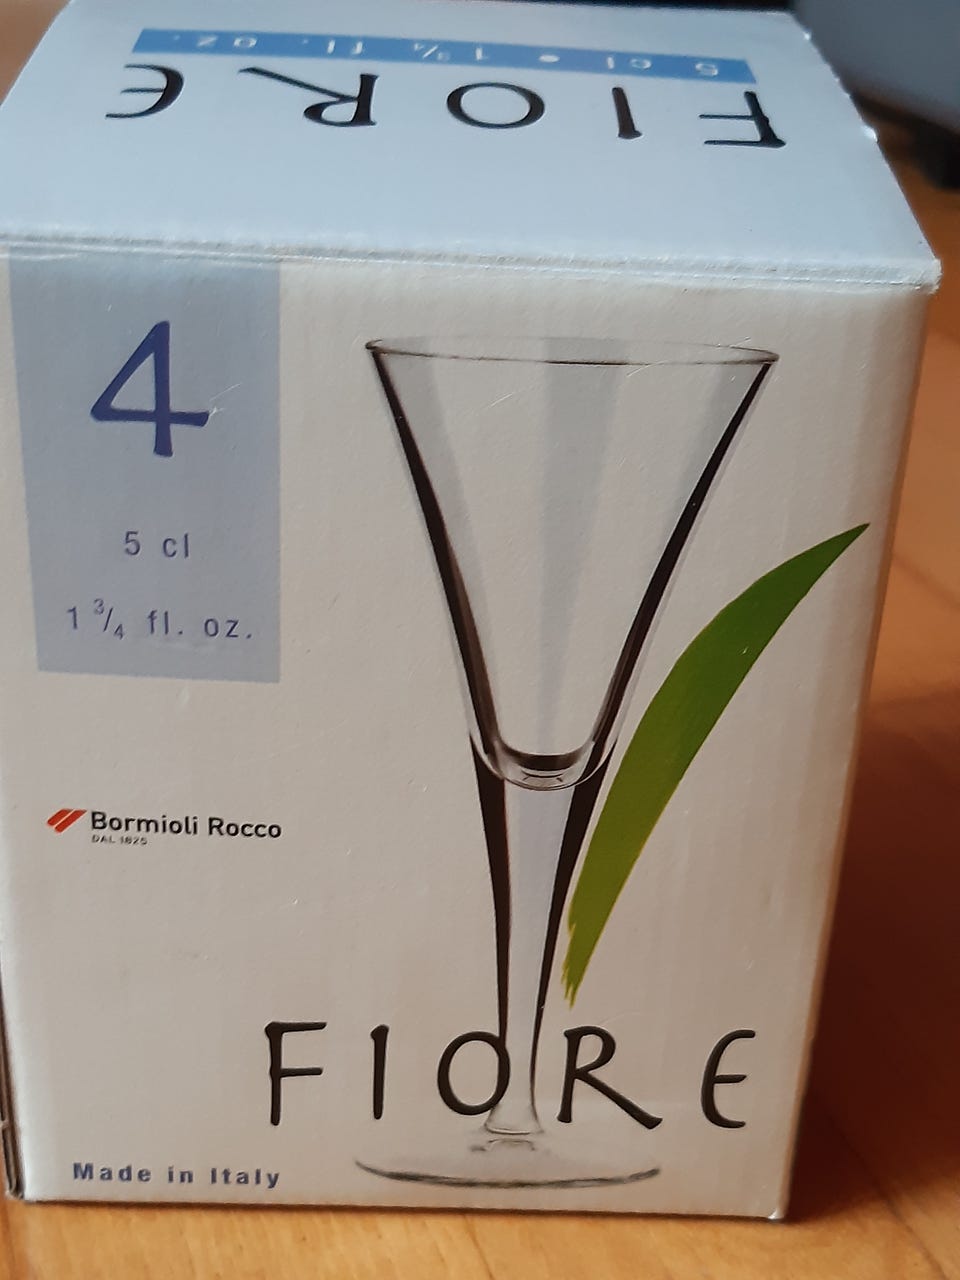 5 cl • 1 3/4 fl. oz.
FIORE
4
5 cl
1 3/4 fl. oz.
Bormioli Rocco
DAL 1825
FIORE
Made in Italy